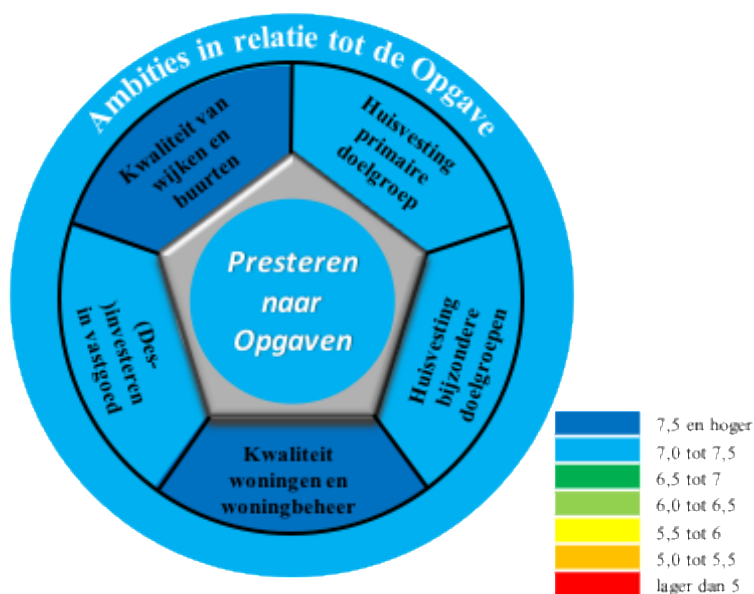 Ambities in relatie tot de Opgave
Kwaliteit van
wijken en
buurten
Huisvesting
primaire
doelgroep
(Des-
)investeren
in vastgoed
Presteren
naar
Opgaven
Huisvesting
bijzondere
doelgroepen
Kwaliteit
woningen en
woningbeheer
7,5 en hoger
7,0 tot 7,5
6,5 tot 7
6,0 tot 6,5
5,5 tot 6
5,0 tot 5,5
lager dan 5